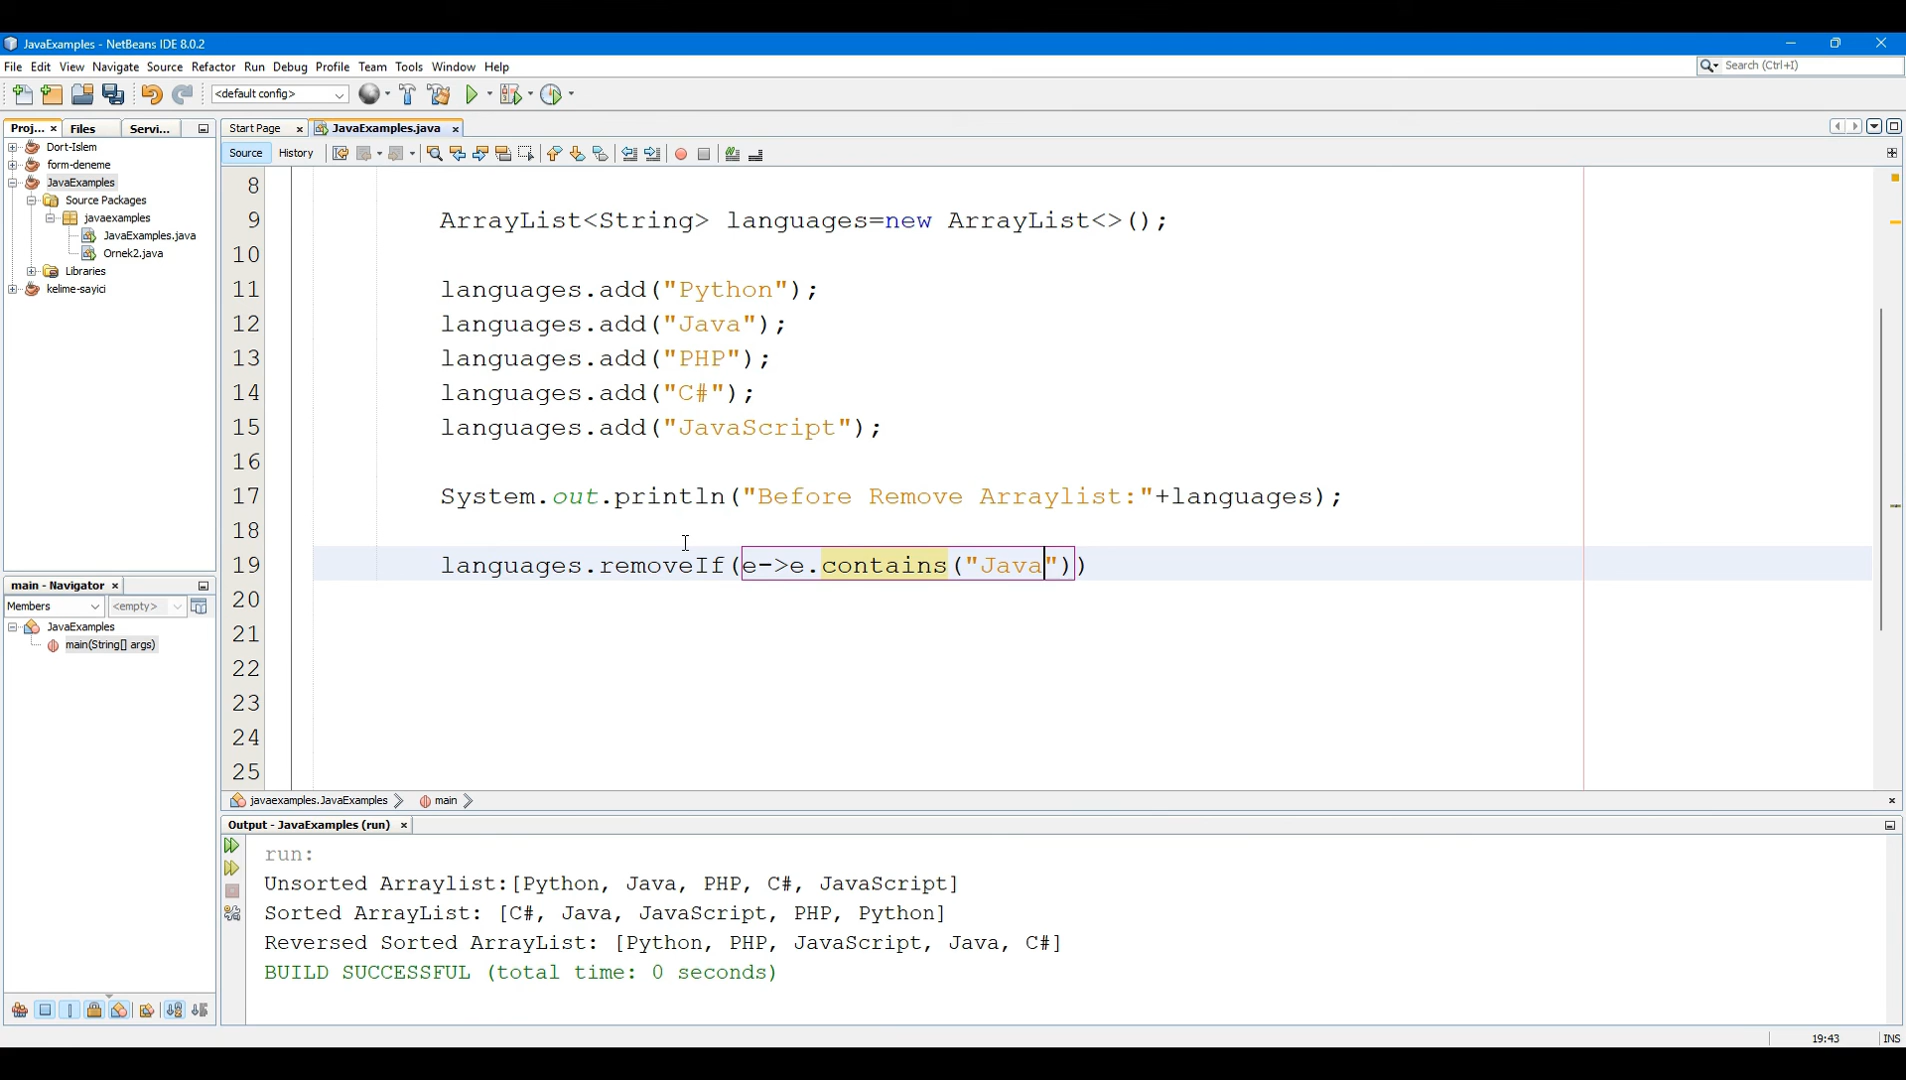 JavaExamples - NetBeans IDE 8.0.2
File Edit View Navigate Source Refactor Run Debug Profile Team Tools Window Help
Search (Ctrl+I)
<default config>
Proj... Files Servi...
Start Page JavaExamples.java
Dort-Islem
form-deneme
JavaExamples
Source Packages
javaexamples
JavaExamples.java
Ornek2.java
Libraries
kelime-sayici
Source History
8
9 ArrayList<String> languages=new ArrayList<>();
10
11 languages.add("Python");
12 languages.add("Java");
13 languages.add("PHP");
14 languages.add("C#");
15 languages.add("JavaScript");
16
17 System.out.println("Before Remove Arraylist:"+languages);
18
19 languages.removeIf(e->e.contains("Java"))
20
21
22
23
24
25
main - Navigator
Members <empty>
JavaExamples
main(String[] args)
javaexamples.JavaExamples main
Output - JavaExamples (run)
run:
Unsorted Arraylist:[Python, Java, PHP, C#, JavaScript]
Sorted ArrayList: [C#, Java, JavaScript, PHP, Python]
Reversed Sorted ArrayList: [Python, PHP, JavaScript, Java, C#]
BUILD SUCCESSFUL (total time: 0 seconds)
19:43 INS